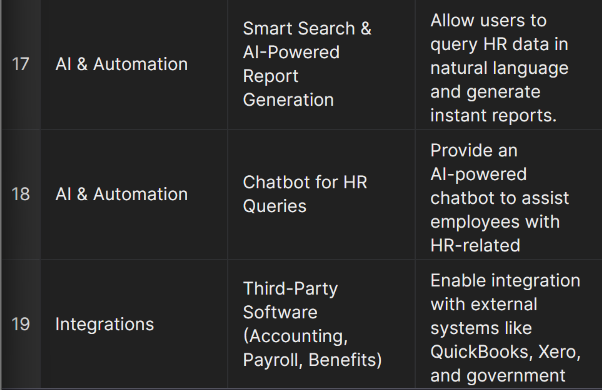 17
AI & Automation
Smart Search &
AI-Powered
Report
Generation
Allow users to
query HR data in
natural language
and generate
instant reports.
18
AI & Automation
Chatbot for HR
Queries
Provide an
AI-powered
chatbot to assist
employees with
HR-related
19
Integrations
Third-Party
Software
(Accounting,
Payroll, Benefits)
Enable integration
with external
systems like
QuickBooks, Xero,
and government